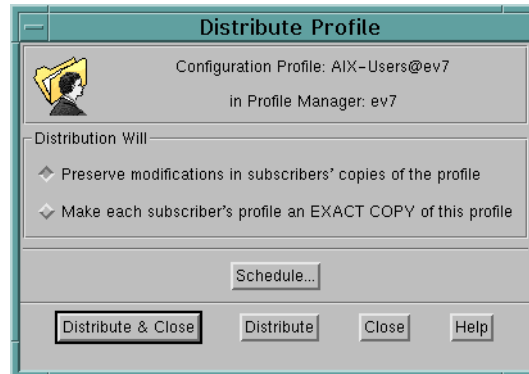 Distribute Profile
Configuration Profile: AIX-Users@ev7
in Profile Manager: ev7
Distribution Will
Preserve modifications in subscribers' copies of the profile
Make each subscriber's profile an EXACT COPY of this profile
Schedule...
Distribute & Close
Distribute
Close
Help